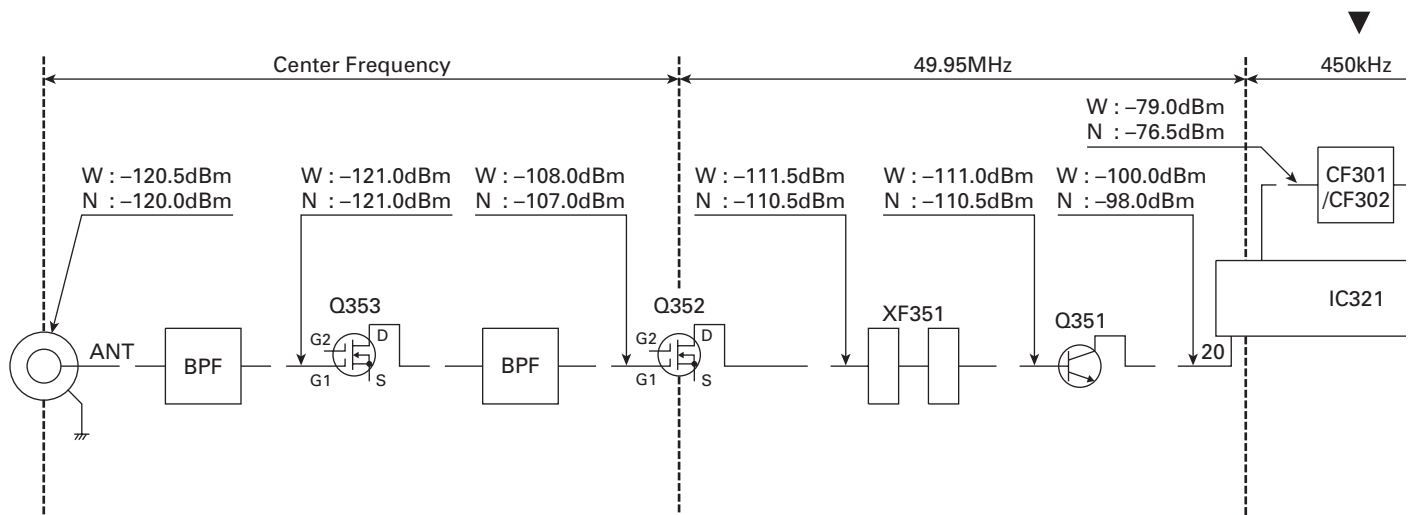 Center Frequency
49.95MHz
450kHz
W : –79.0dBm
N : –76.5dBm
W : –120.5dBm
N : –120.0dBm
W : –121.0dBm
N : –121.0dBm
W : –108.0dBm
N : –107.0dBm
W : –111.5dBm
N : –110.5dBm
W : –111.0dBm
N : –110.5dBm
W : –100.0dBm
N : –98.0dBm
CF301
/CF302
ANT
BPF
Q353
G2
G1
D
S
BPF
Q352
G2
G1
D
S
XF351
Q351
20
IC321